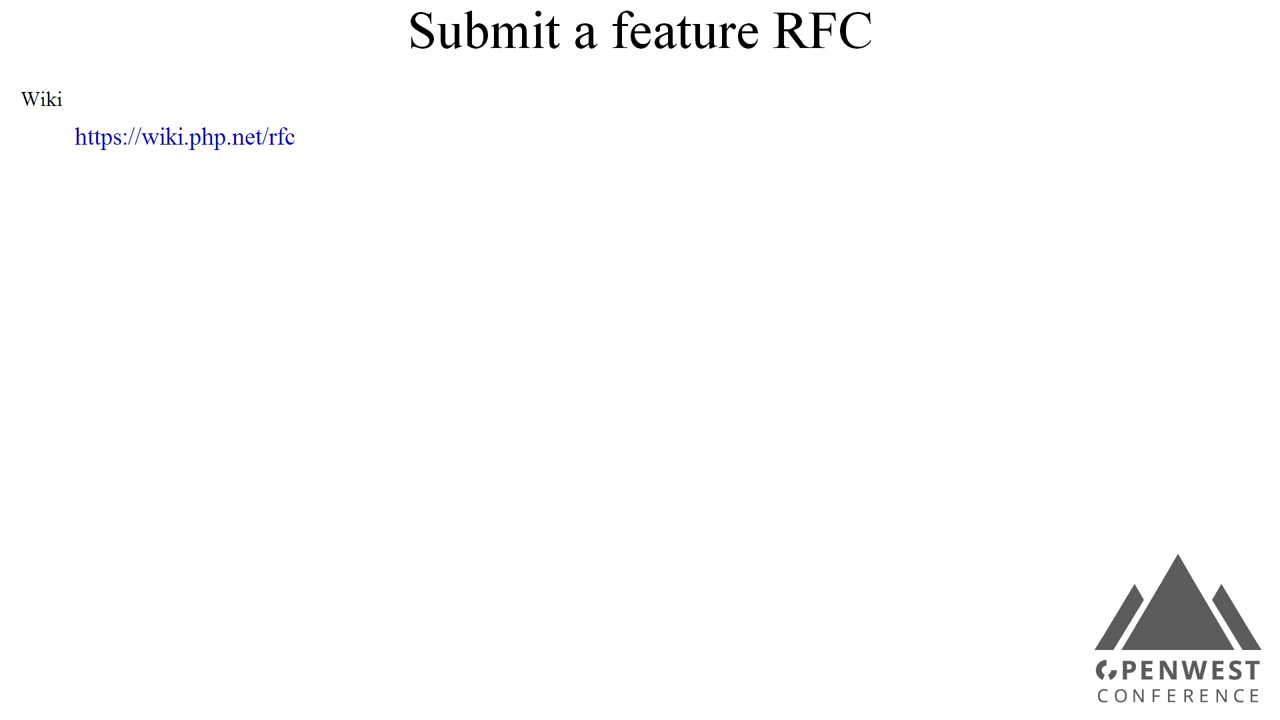 Submit a feature RFC
Wiki
https://wiki.php.net/rfc
OPENWEST
CONFERENCE